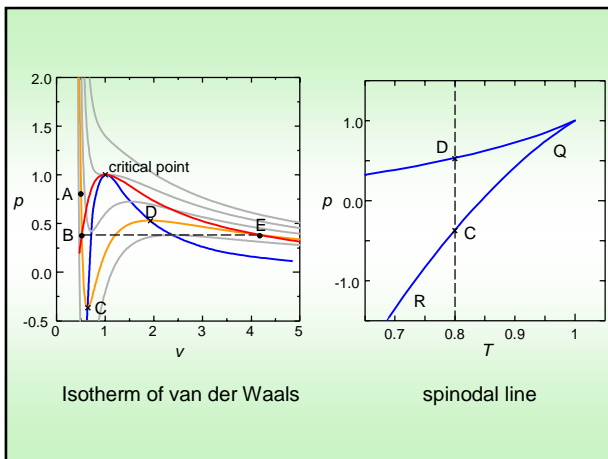 2.0
1.5
1.0
0.5
0.0
-0.5
p
0
1
2
3
4
5
v
critical point
A
B
C
D
E
Isotherm of van der Waals
1.0
0.0
-1.0
p
0.7
0.8
0.9
1
T
D
Q
C
R
spinodal line